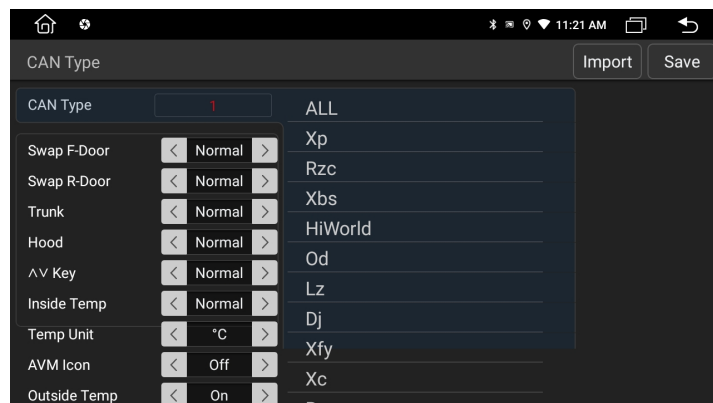 11:21 AM
CAN Type
Import
Save
CAN Type
1
Swap F-Door
Normal
Swap R-Door
Normal
Trunk
Normal
Hood
Normal
∧∨ Key
Normal
Inside Temp
Normal
Temp Unit
°C
AVM Icon
Off
Outside Temp
On
ALL
Xp
Rzc
Xbs
HiWorld
Od
Lz
Dj
Xfy
Xc